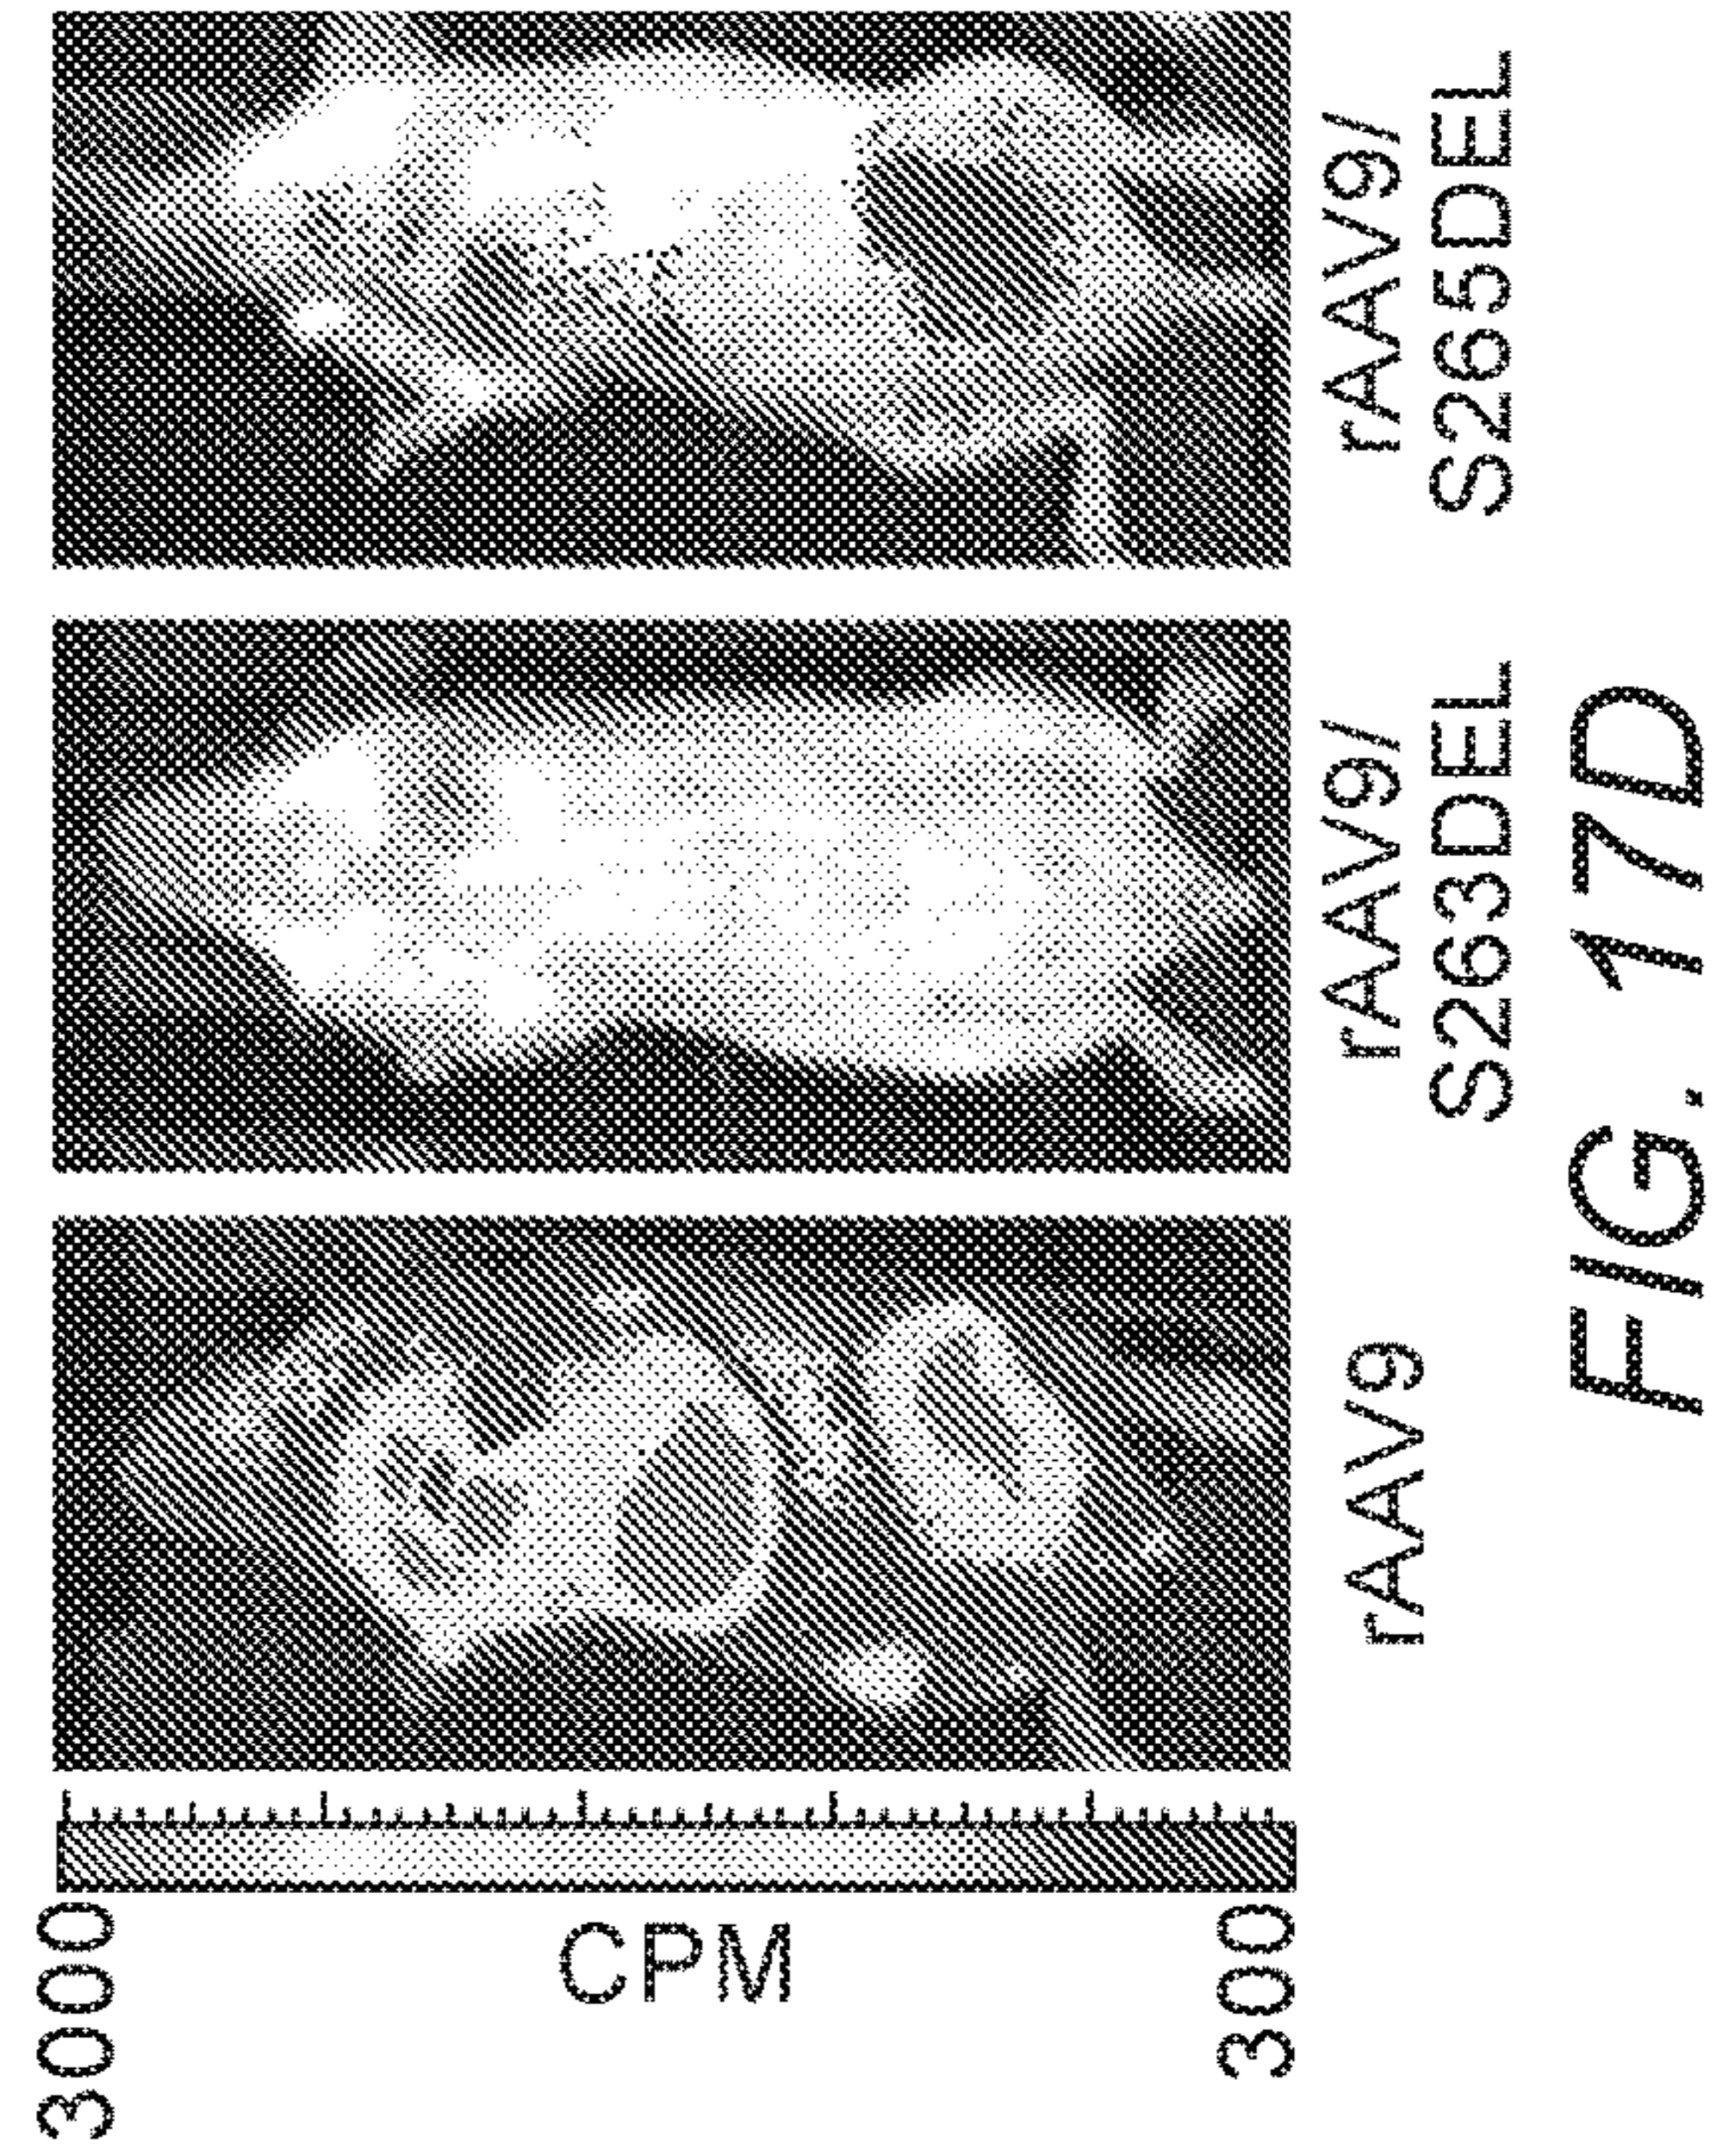 3000
CPM
300
rAAV9
rAAV9/
S263DEL
rAAV9/
S265DEL
FIG. 17D